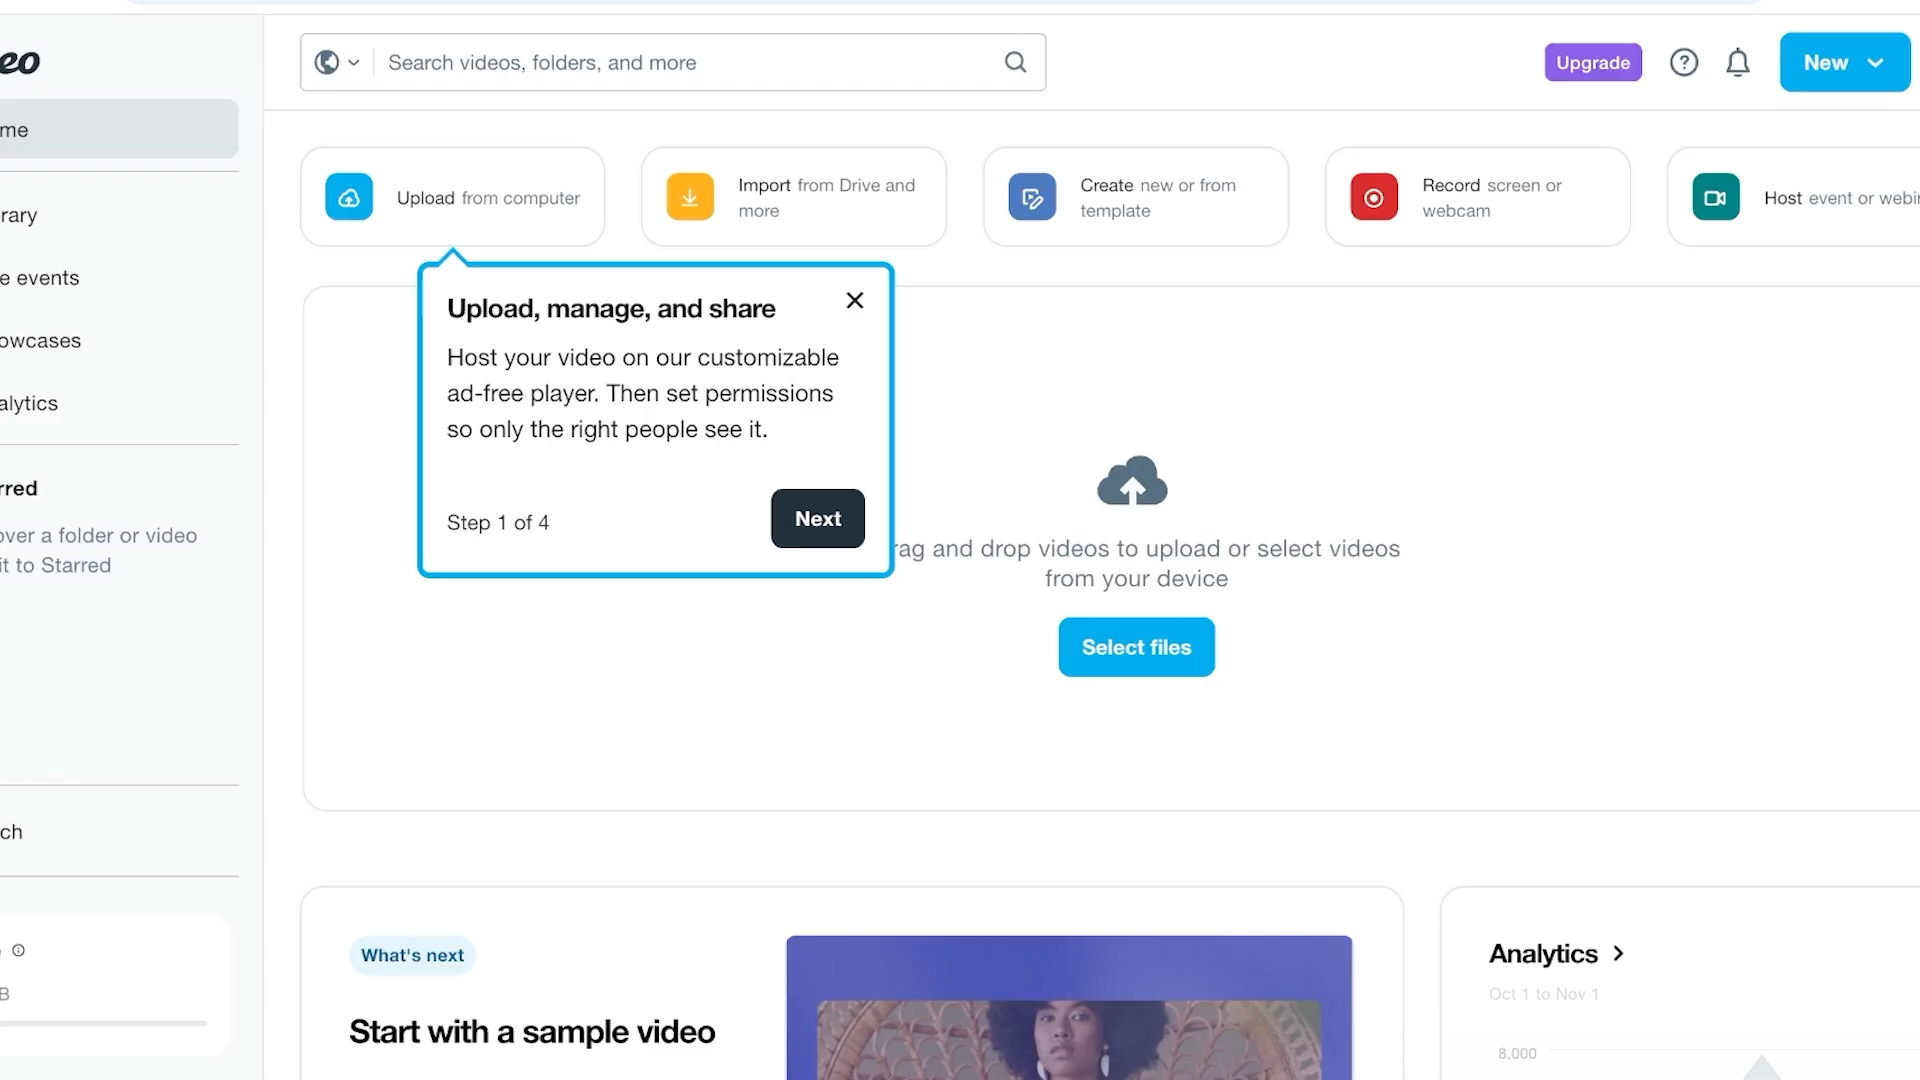 eo
Search videos, folders, and more
Upgrade
New
me
rary
e events
owcases
alytics
rred
over a folder or video
it to Starred
ch
B
Upload from computer
Import from Drive and
more
Create new or from
template
Record screen or
webcam
Host event or webin
Upload, manage, and share
Host your video on our customizable
ad-free player. Then set permissions
so only the right people see it.
Step 1 of 4
Next
rag and drop videos to upload or select videos
from your device
Select files
What's next
Start with a sample video
Analytics
Oct 1 to Nov 1
8,000